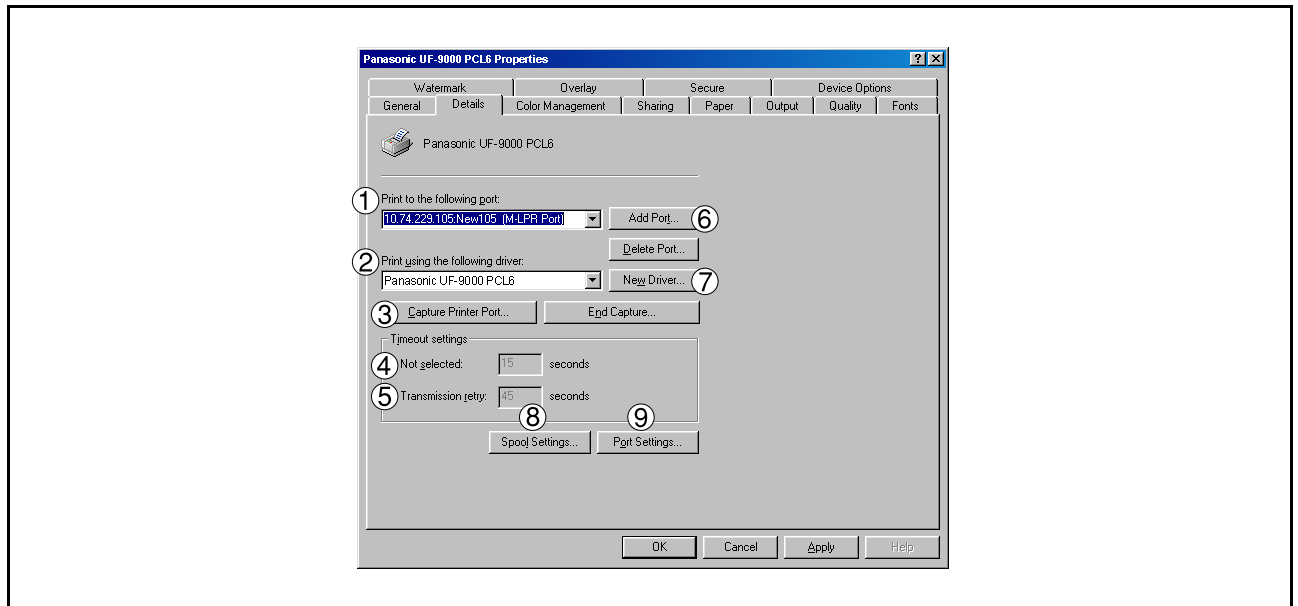 Panasonic UF-9000 PCL6 Properties
Watermark Overlay Secure Device Options
General Details Color Management Sharing Paper Output Quality Fonts
Panasonic UF-9000 PCL6
① Print to the following port:
10.74.229.105:New105 (M-LPR Port) Add Port... ⑥
Delete Port...
② Print using the following driver:
Panasonic UF-9000 PCL6 New Driver... ⑦
③ Capture Printer Port... End Capture...
Timeout settings
④ Not selected: 15 seconds
⑤ Transmission retry: 45 seconds
⑧ ⑨
Spool Settings... Port Settings...
OK Cancel Apply Help